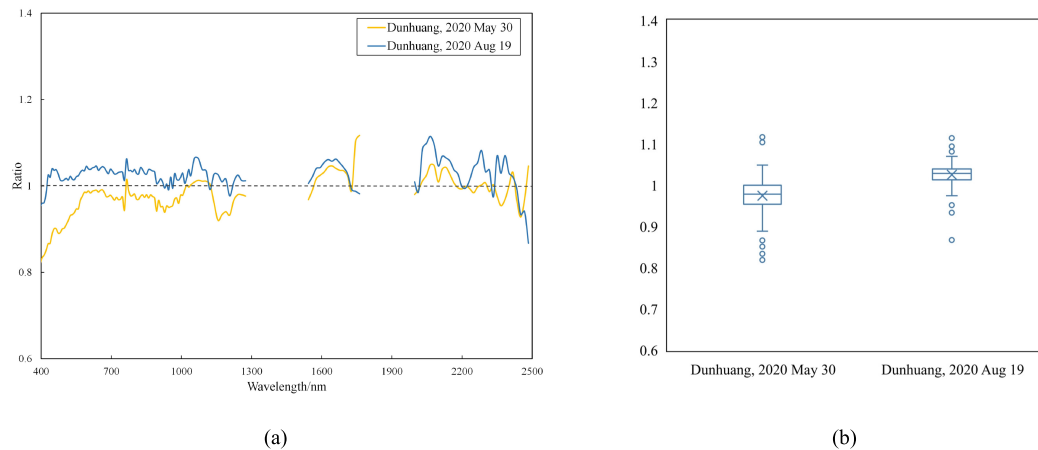 1.4
1.2
1
0.8
0.6
Ratio
400
700
1000
1300
1600
1900
2200
2500
Wavelength/nm
Dunhuang, 2020 May 30
Dunhuang, 2020 Aug 19
(a)
1.4
1.3
1.2
1.1
1
0.9
0.8
0.7
0.6
Dunhuang, 2020 May 30
Dunhuang, 2020 Aug 19
(b)